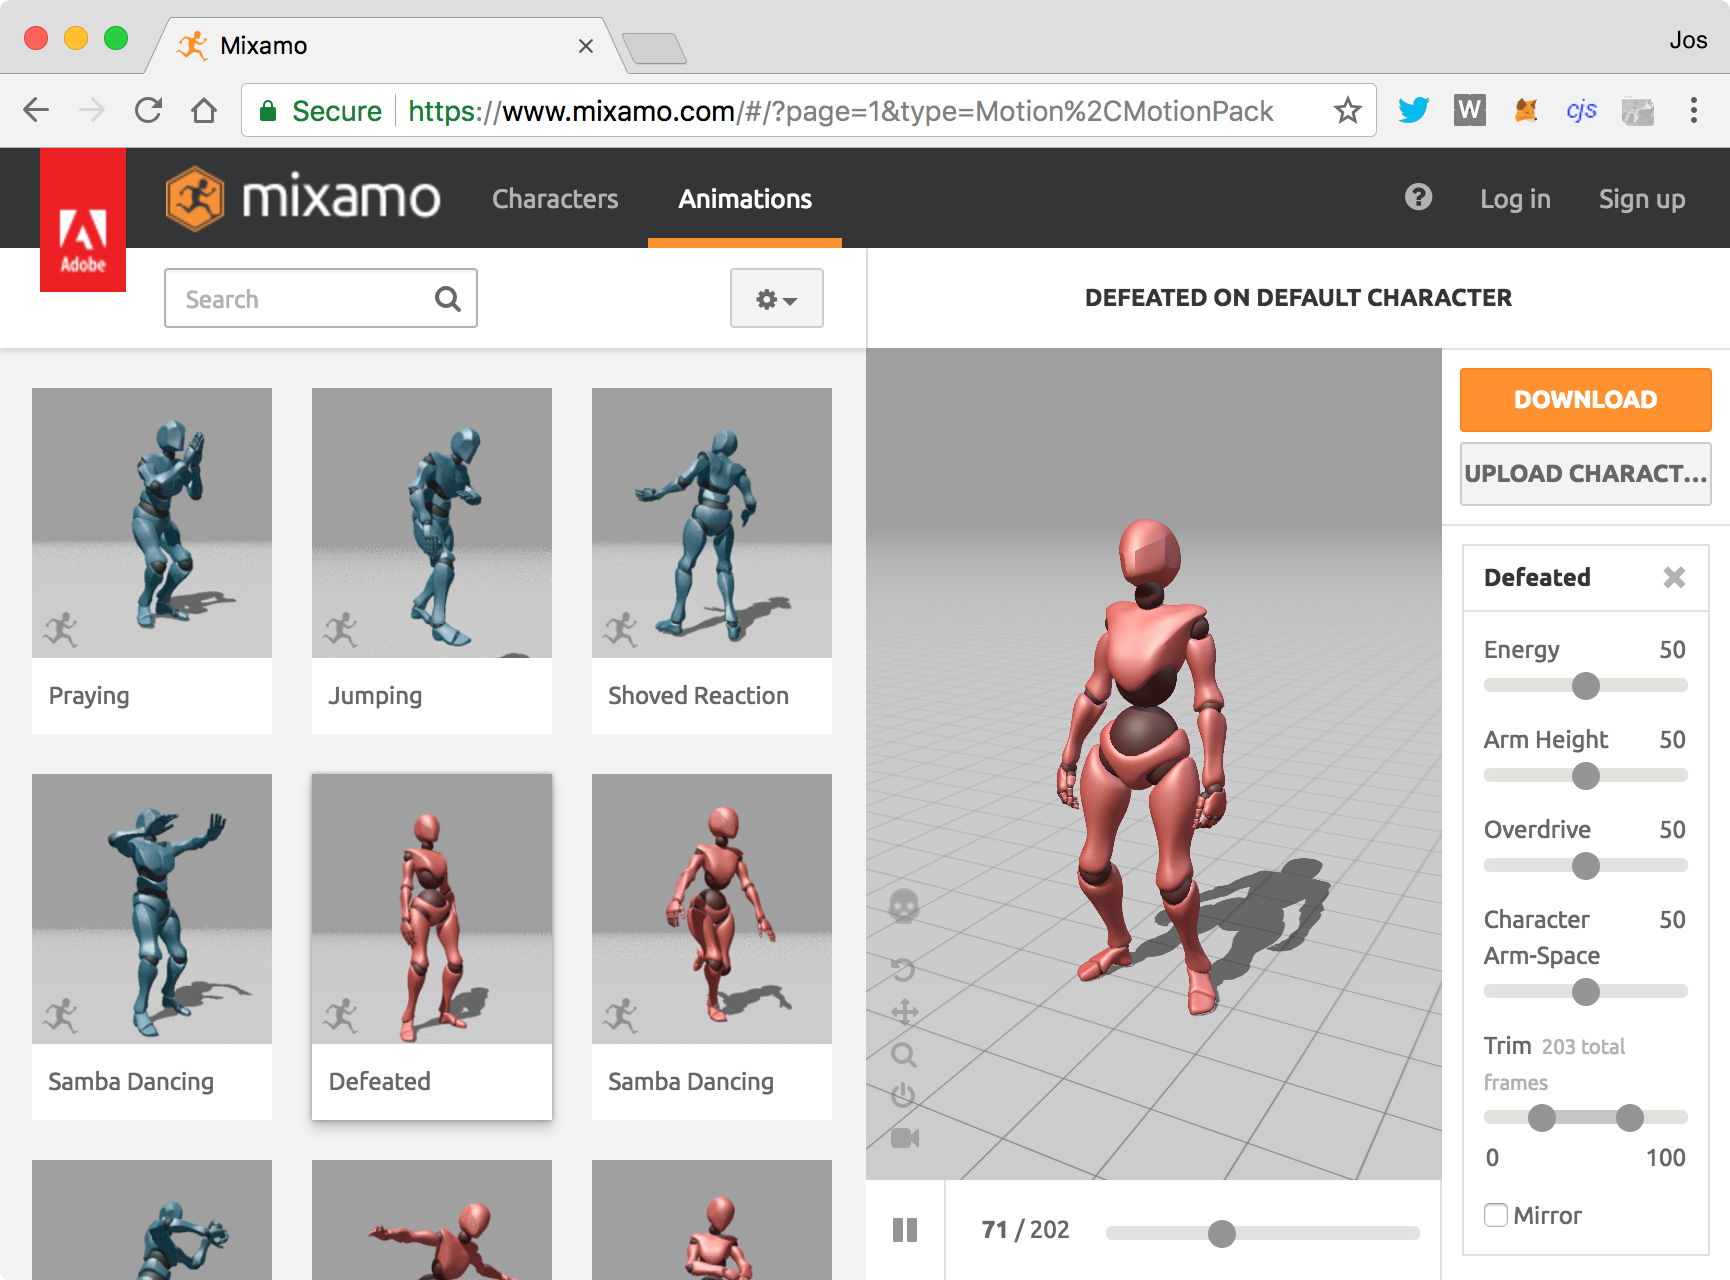 Mixamo
Jos
Secure https://www.mixamo.com/#/?page=1&type=Motion%2CMotionPack
W
cjs
Adobe
mixamo
Characters
Animations
Log in
Sign up
Search
DEFEATED ON DEFAULT CHARACTER
Praying
Jumping
Shoved Reaction
Samba Dancing
Defeated
Samba Dancing
71 / 202
DOWNLOAD
UPLOAD CHARACT...
Defeated
Energy 50
Arm Height 50
Overdrive 50
Character 50
Arm-Space
Trim 203 total
frames
0 100
Mirror